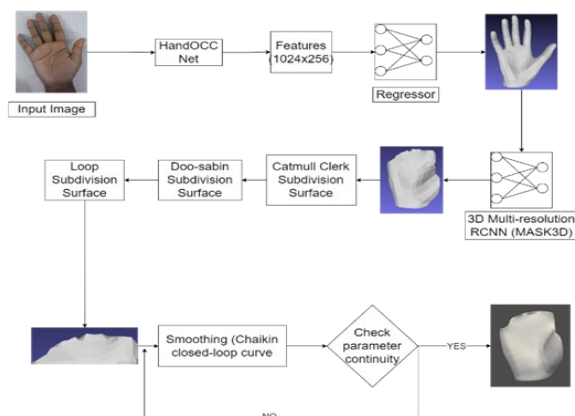 Input Image
HandOCC
Net
Features
(1024x256)
Regressor
3D Multi-resolution
RCNN (MASK3D)
Catmull Clerk
Subdivision
Surface
Doo-sabin
Subdivision
Surface
Loop
Subdivision
Surface
Smoothing (Chaikin
closed-loop curve
Check
parameter
continuity
YES
NO